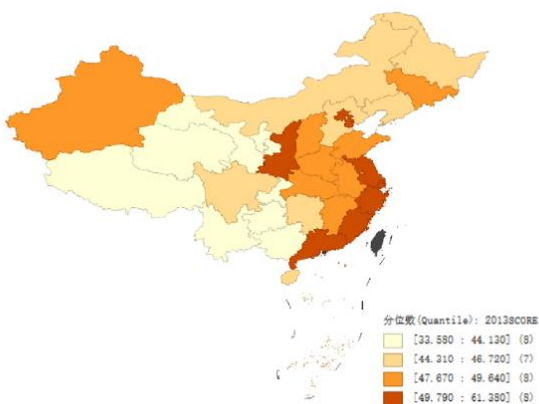 分位数(Quantile): 2013SCORE
[33.580 : 44.130] (8)
[44.310 : 46.720] (7)
[47.670 : 49.640] (8)
[49.790 : 61.380] (8)